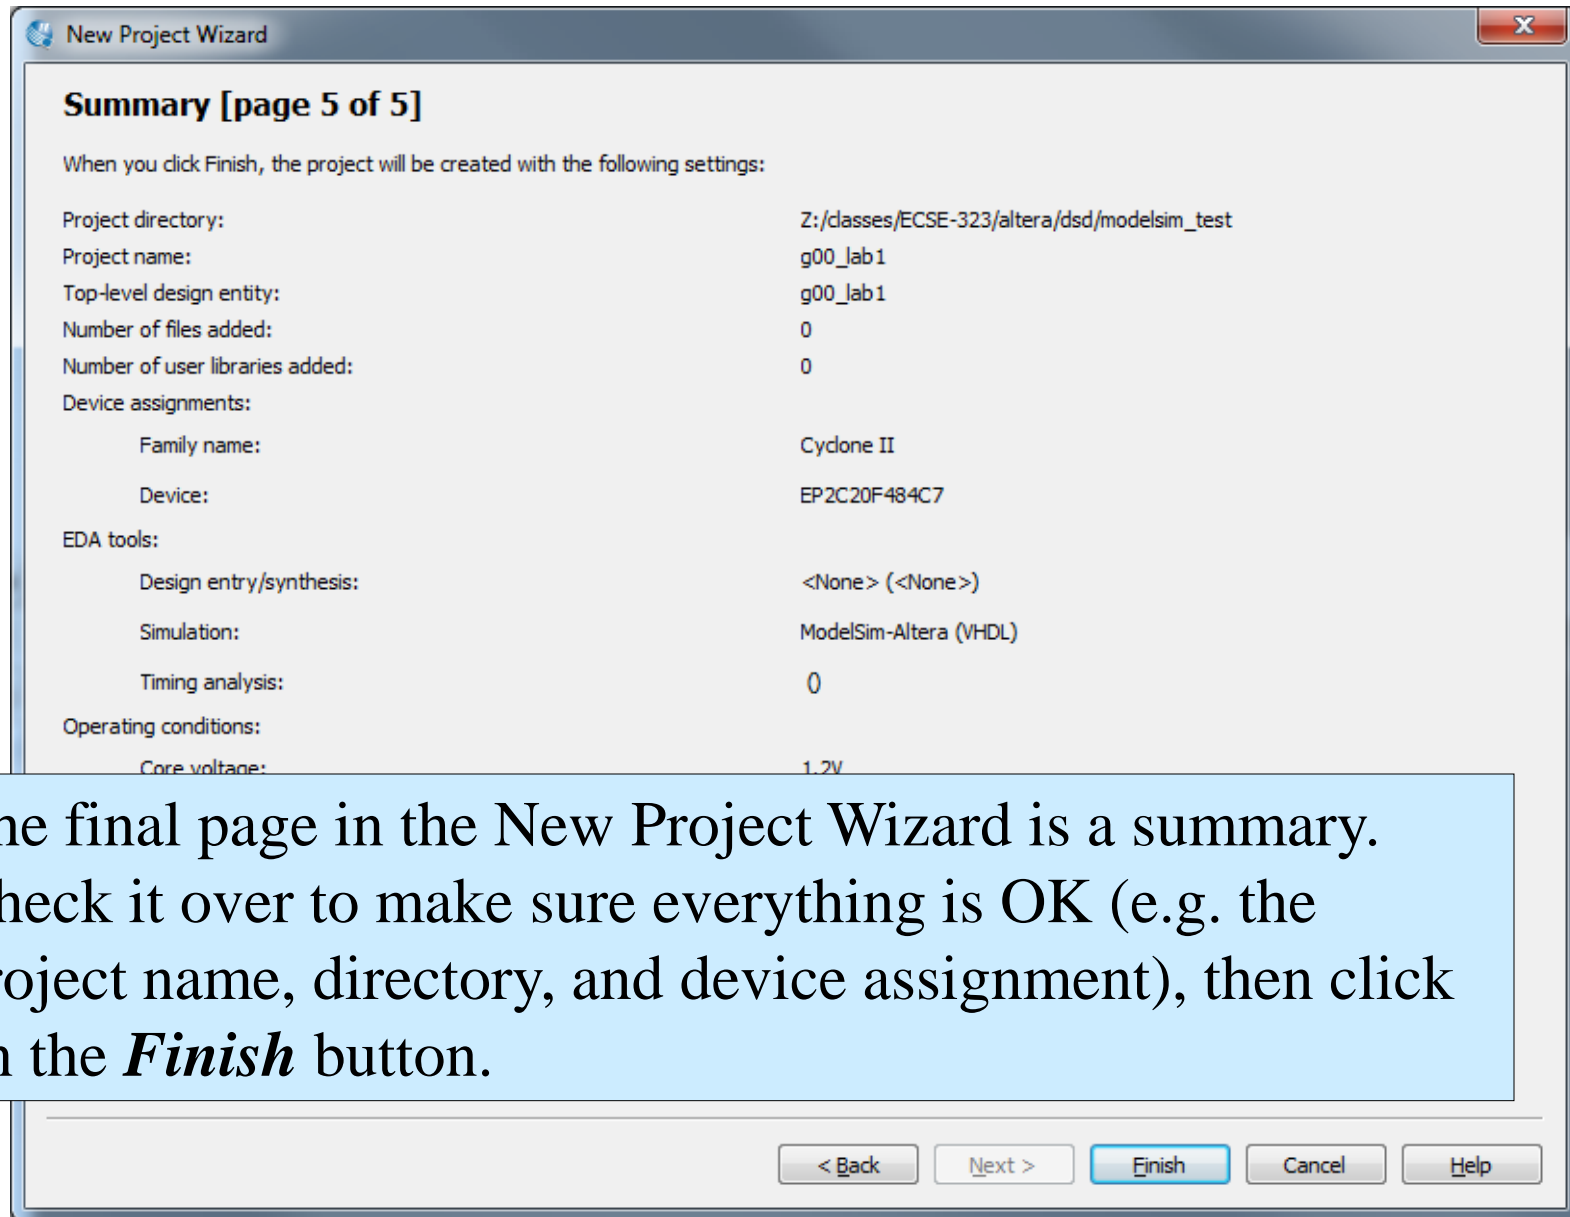 New Project Wizard
Summary [page 5 of 5]
When you click Finish, the project will be created with the following settings:
Project directory: Z:/classes/ECSE-323/altera/dsd/modelsim_test
Project name: g00_lab1
Top-level design entity: g00_lab1
Number of files added: 0
Number of user libraries added: 0
Device assignments:
Family name: Cyclone II
Device: EP2C20F484C7
EDA tools:
Design entry/synthesis: <None> (<None>)
Simulation: ModelSim-Altera (VHDL)
Timing analysis: ()
Operating conditions:
Core voltage: 1.2V
he final page in the New Project Wizard is a summary.
heck it over to make sure everything is OK (e.g. the
roject name, directory, and device assignment), then click
n the Finish button.
< Back Next > Finish Cancel Help